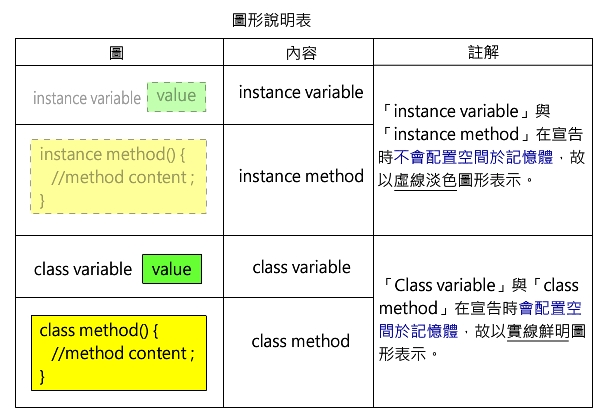 圖形說明表
圖 內容 註解
instance variable value instance variable
instance method() {
//method content ;
}
instance method
「instance variable」與
「instance method」在宣告
時不會配置空間於記憶體，故
以虛線淡色圖形表示。
class variable value class variable
class method() {
//method content ;
}
class method
「Class variable」與「class
method」在宣告時會配置空
間於記憶體，故以實線鮮明圖
形表示。